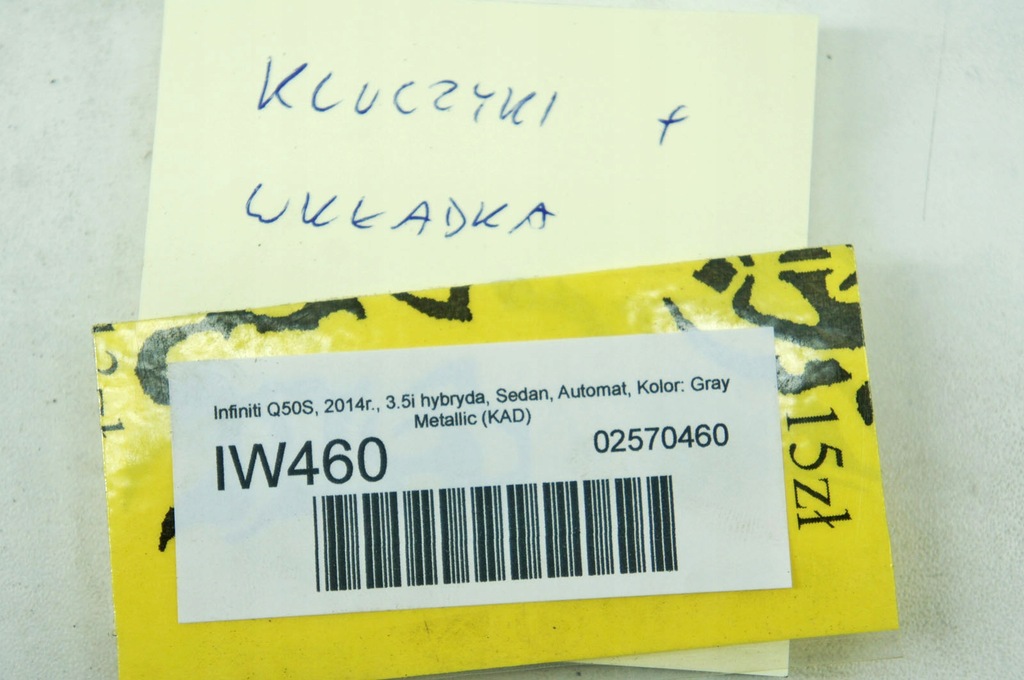 KLUCZYKI +
WKŁADKA
Infiniti Q50S, 2014r., 3.5i hybryda, Sedan, Automat, Kolor: Gray
Metallic (KAD)
IW460
02570460
15zł